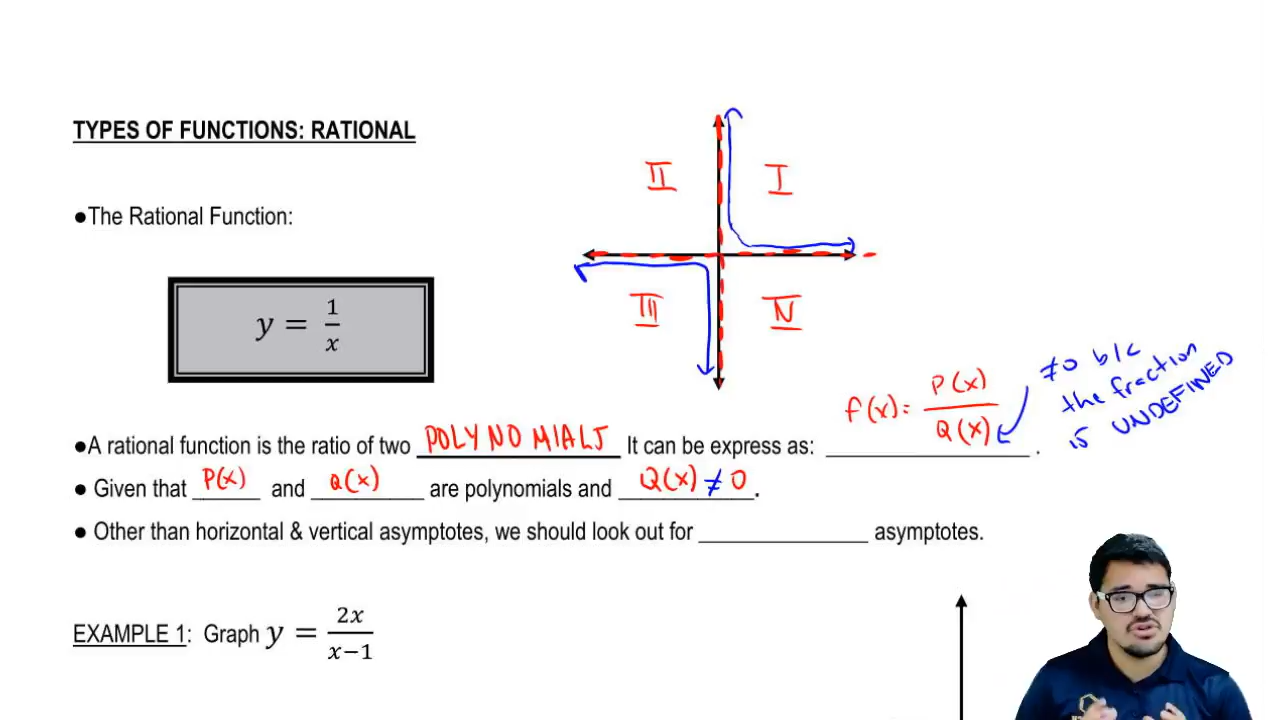 TYPES OF FUNCTIONS: RATIONAL
II I
●The Rational Function:
III IV
y = 1/x
≠0 b/c
the fraction
is UNDEFINED
f(x) = P(x)/Q(x)
●A rational function is the ratio of two POLYNOMIALS It can be express as: ____________________ .
● Given that P(x) and Q(x) are polynomials and Q(x) ≠ 0.
● Other than horizontal & vertical asymptotes, we should look out for ________________ asymptotes.
EXAMPLE 1: Graph y = 2x/x−1